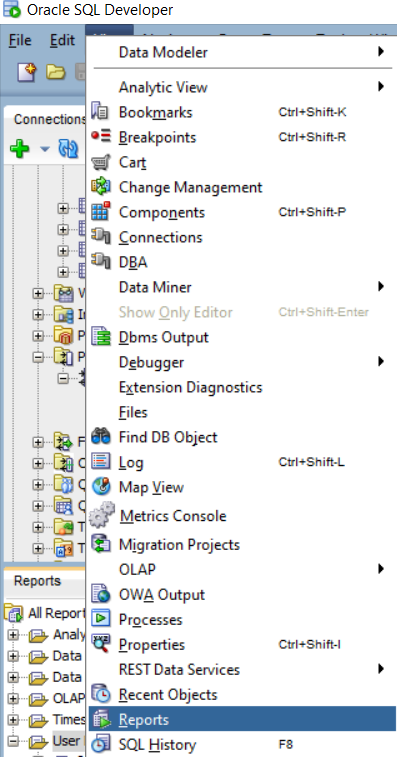 Oracle SQL Developer
File Edit
Data Modeler
Analytic View
Connections
Bookmarks Ctrl+Shift-K
Breakpoints Ctrl+Shift-R
Cart
Change Management
Components Ctrl+Shift-P
Connections
DBA
Data Miner
Show Only Editor Ctrl+Shift-Enter
Dbms Output
Debugger
Extension Diagnostics
Files
Find DB Object
Log Ctrl+Shift-L
Map View
Metrics Console
Migration Projects
OLAP
Reports
OWA Output
All Report
Processes
Analy
Properties Ctrl+Shift-I
Data
REST Data Services
Data
Recent Objects
OLAP
Reports
Times
SQL History F8
User